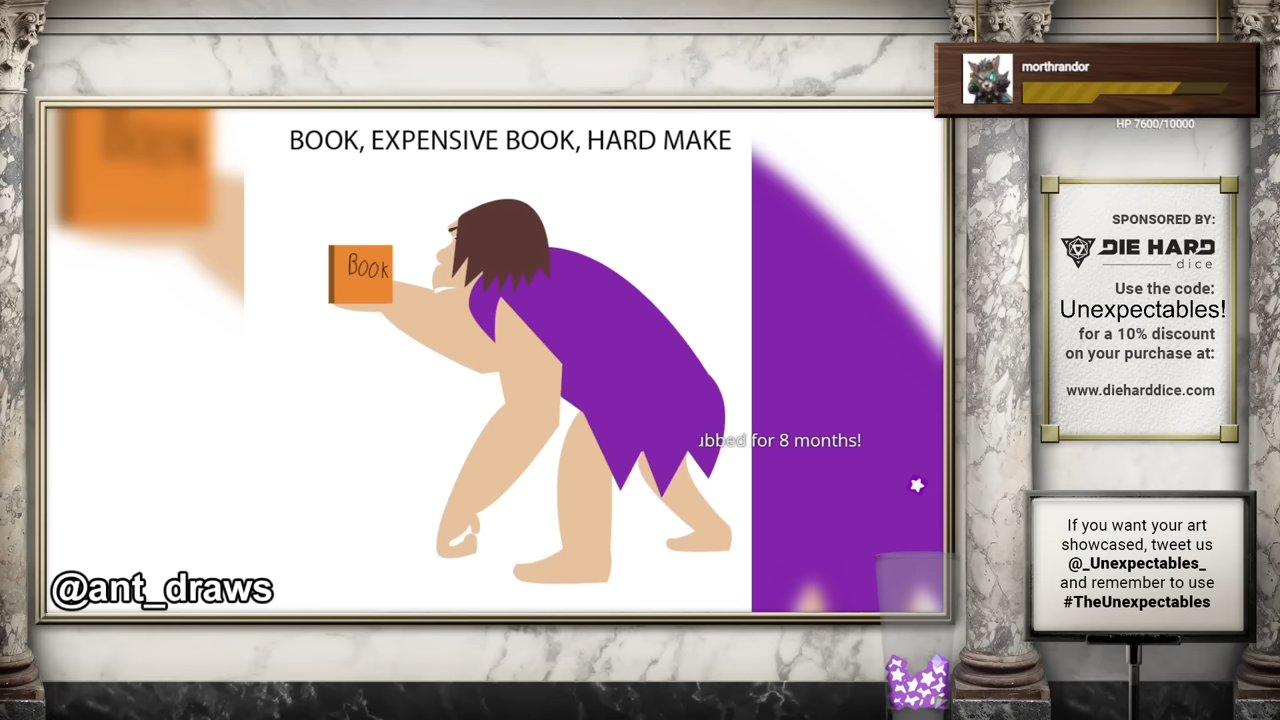 BOOK, EXPENSIVE BOOK, HARD MAKE
Book
Book
ubbed for 8 months!
@ant_draws
morthrandor
HP 7600/10000
SPONSORED BY:
DIE HARD
dice
Use the code:
Unexpectables!
for a 10% discount
on your purchase at:
www.dieharddice.com
If you want your art
showcased, tweet us
@_Unexpectables_
and remember to use
#TheUnexpectables